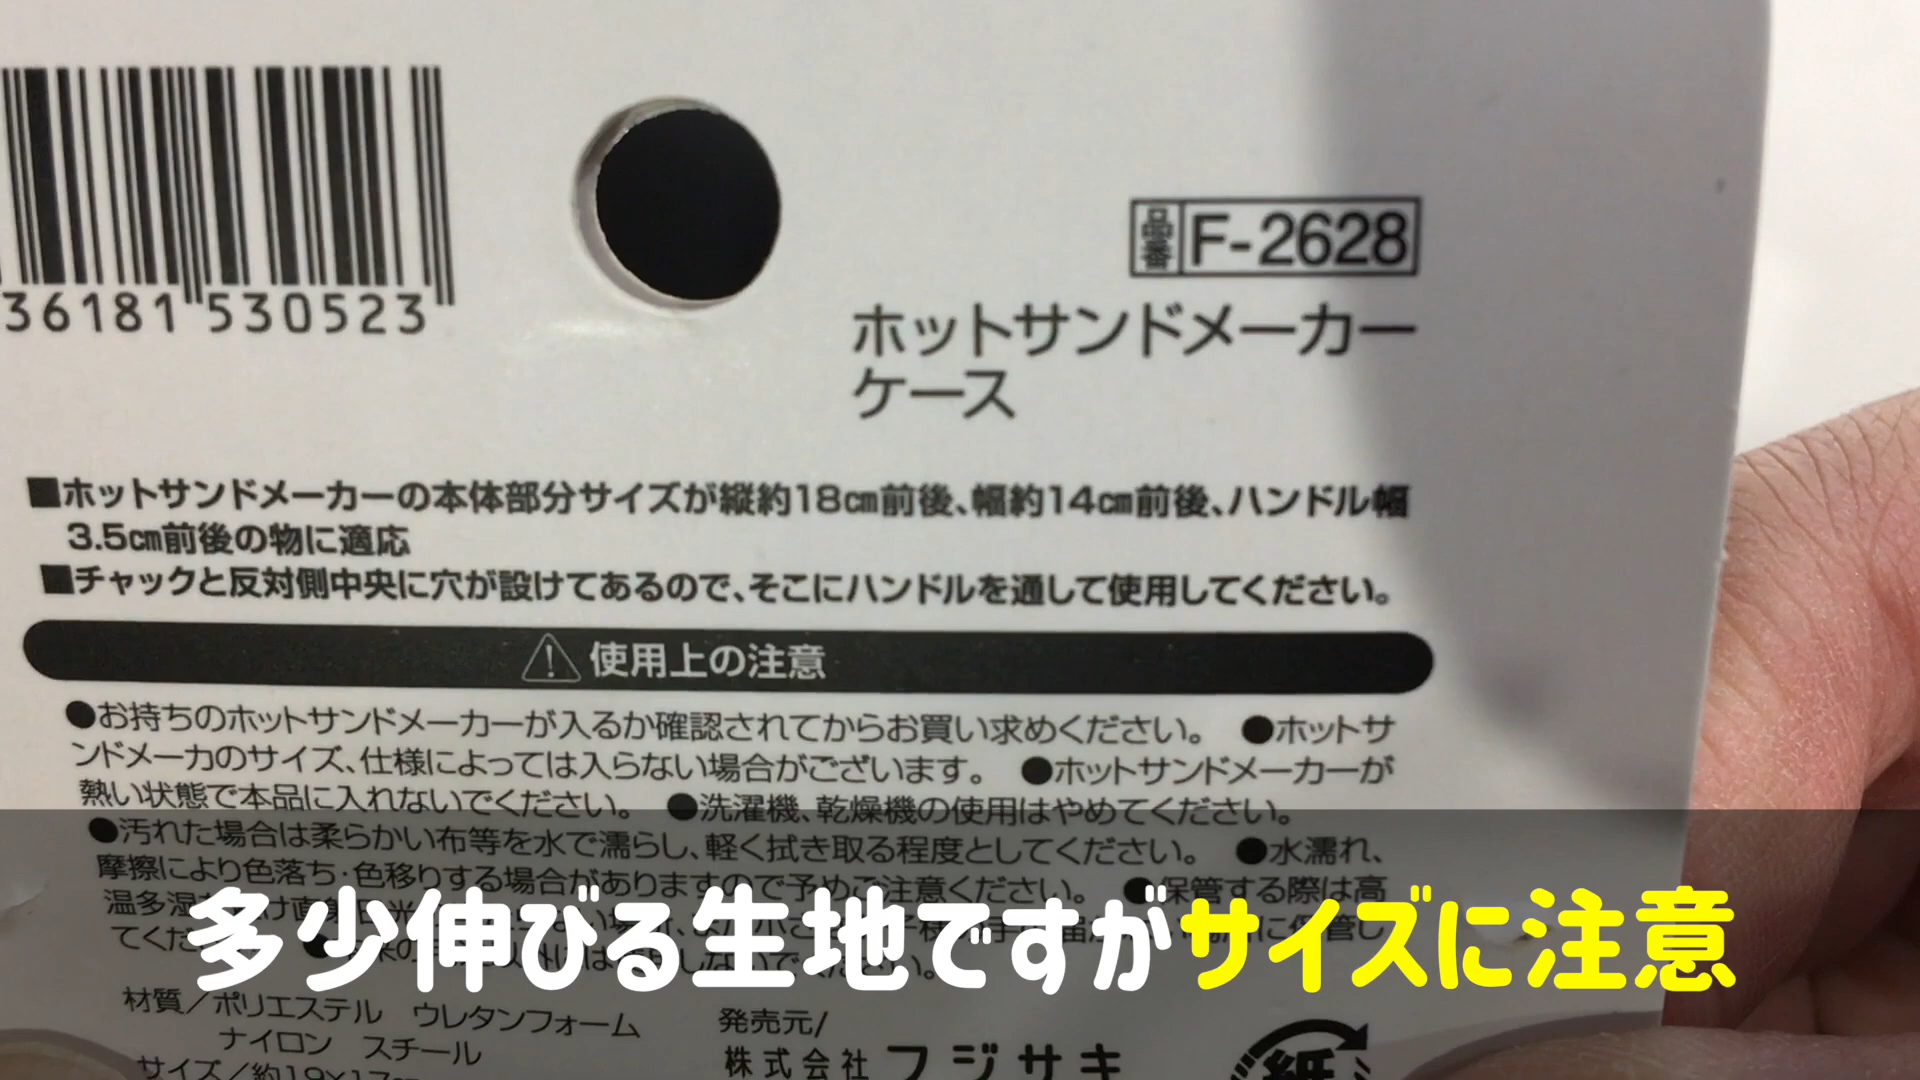 36181 530523
品番 F-2628
ホットサンドメーカー
ケース
■ホットサンドメーカーの本体部分サイズが縦約18㎝前後、幅約14㎝前後、ハンドル幅
3.5㎝前後の物に適応
■チャックと反対側中央に穴が設けてあるので、そこにハンドルを通して使用してください。
使用上の注意
●お持ちのホットサンドメーカーが入るか確認されてからお買い求めください。 ●ホットサ
ンドメーカのサイズ、仕様によっては入らない場合がございます。 ●ホットサンドメーカーが
熱い状態で本品に入れないでください。 ●洗濯機、乾燥機の使用はやめてください。
●汚れた場合は柔らかい布等を水で濡らし、軽く拭き取る程度としてください。 ●水濡れ、
摩擦により色落ち・色移りする場合がありますので予めご注意ください。 ●保管する際は高
温多湿
てくだ
多少伸びる生地ですがサイズに注意
材質／ポリエステル ウレタンフォーム
ナイロン スチール
サイズ／約19×17
発売元/
株式会社フジサキ
紙